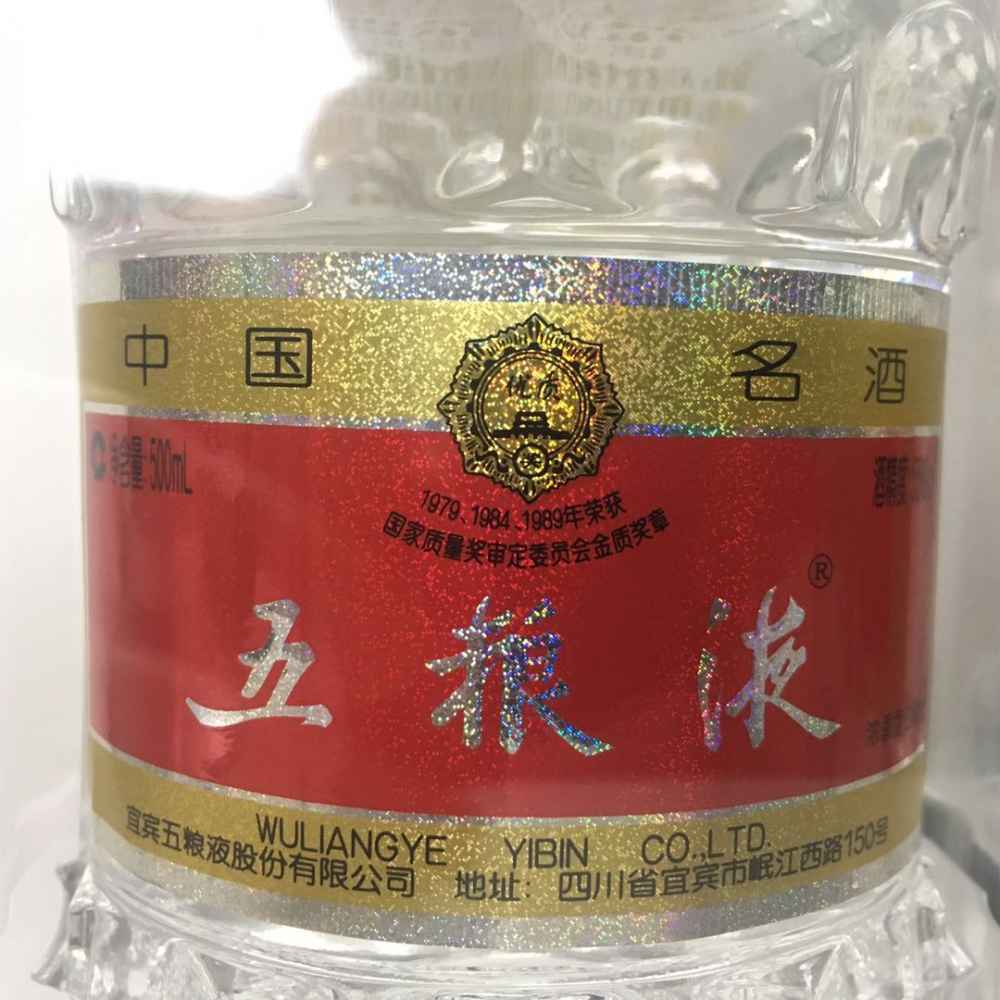 中国名酒
优质
净含量:500mL
酒精度:
1979、1984、1989年荣获
国家质量奖审定委员会金质奖章
五粮液®
WULIANGYE YIBIN CO.,LTD.
宜宾五粮液股份有限公司 地址：四川省宜宾市岷江西路150号